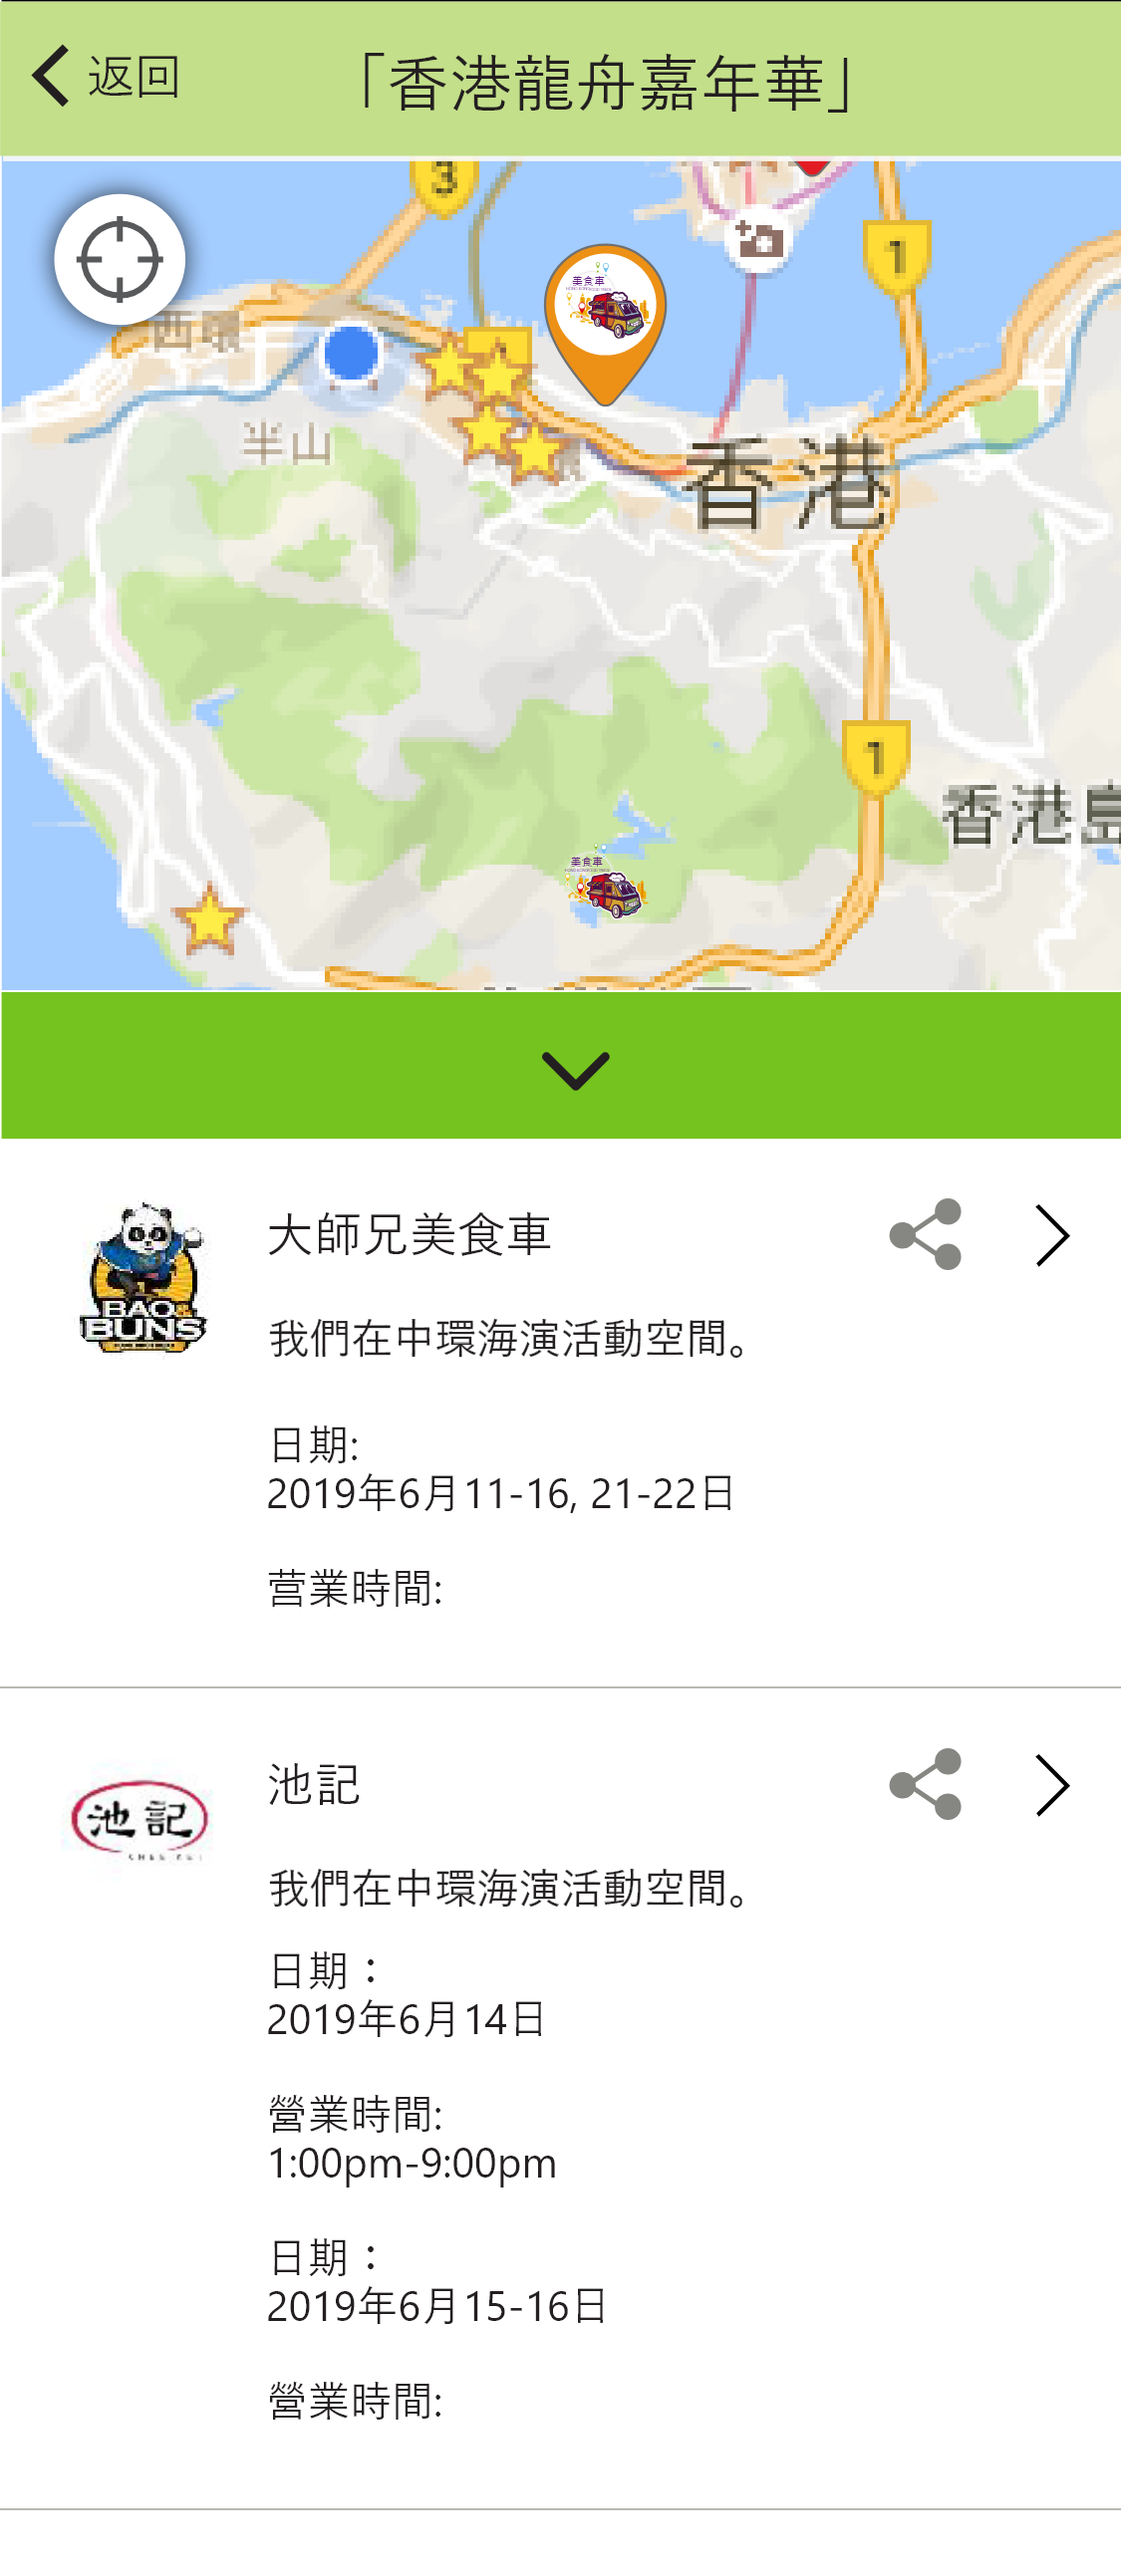 返回
「香港龍舟嘉年華」
3
1
美食車
西環
半山
香港
1
香港島
美食車
大師兄美食車
BAO
BUNS
我們在中環海演活動空間。
日期:
2019年6月11-16, 21-22日
营業時間:
池記
池記
我們在中環海演活動空間。
日期：
2019年6月14日
營業時間:
1:00pm-9:00pm
日期：
2019年6月15-16日
營業時間: